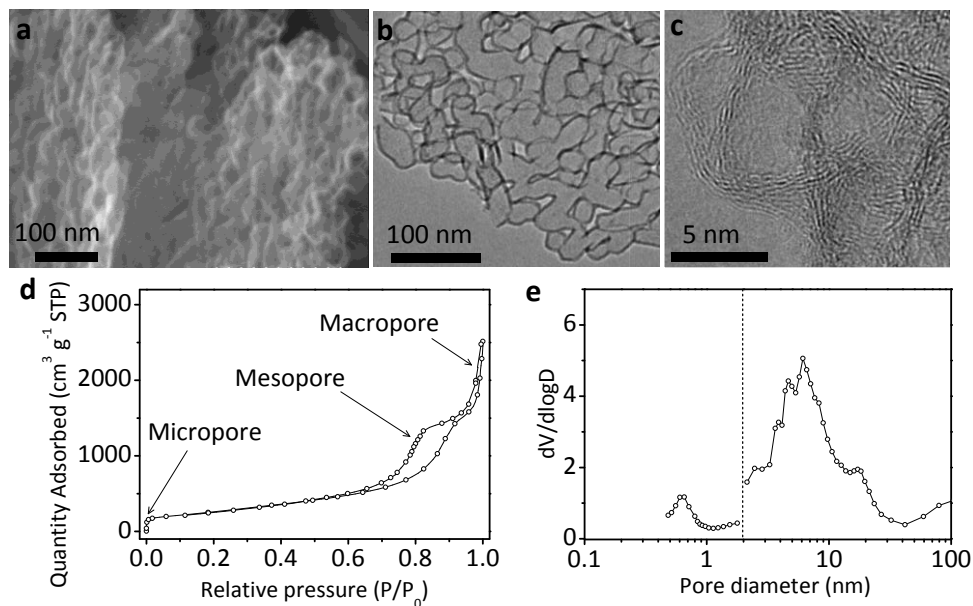 a
100 nm
b
100 nm
c
5 nm
d
Quantity Adsorbed (cm³ g⁻¹ STP)
3000
2000
1000
0
Macropore
Mesopore
Micropore
0.0 0.2 0.4 0.6 0.8 1.0
Relative pressure (P/P₀)
e
dV/dlogD
6
4
2
0
0.1 1 10 100
Pore diameter (nm)